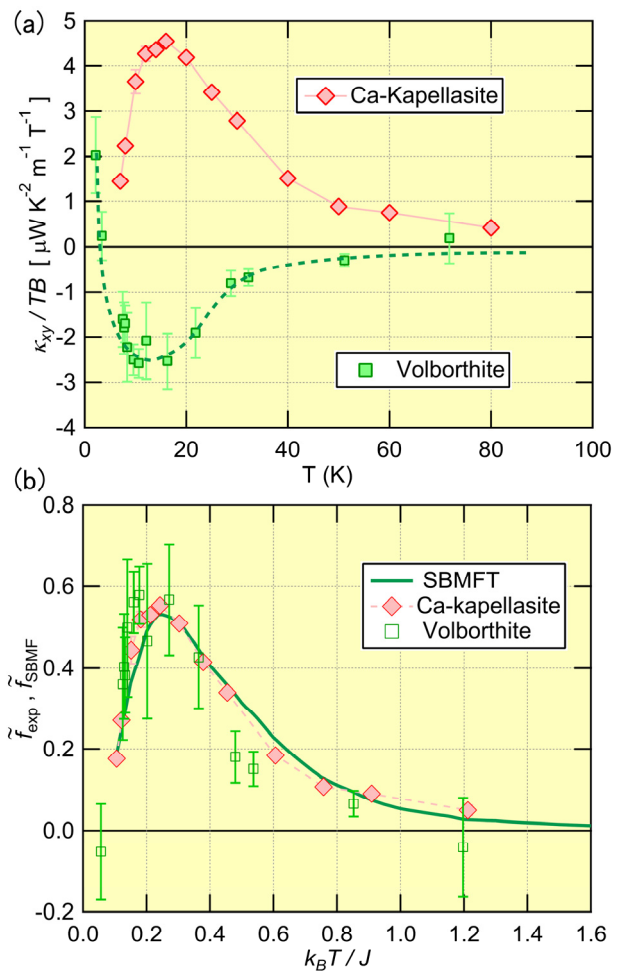 (a)
5
4
3
2
1
0
-1
-2
-3
-4
κxy / TB [ μW K⁻² m⁻¹ T⁻¹ ]
Ca-Kapellasite
Volborthite
0
20
40
60
80
100
T (K)
(b)
0.8
0.6
0.4
0.2
0.0
-0.2
f̃exp , f̃SBMF
SBMFT
Ca-kapellasite
Volborthite
0.0
0.2
0.4
0.6
0.8
1.0
1.2
1.4
1.6
kBT / J